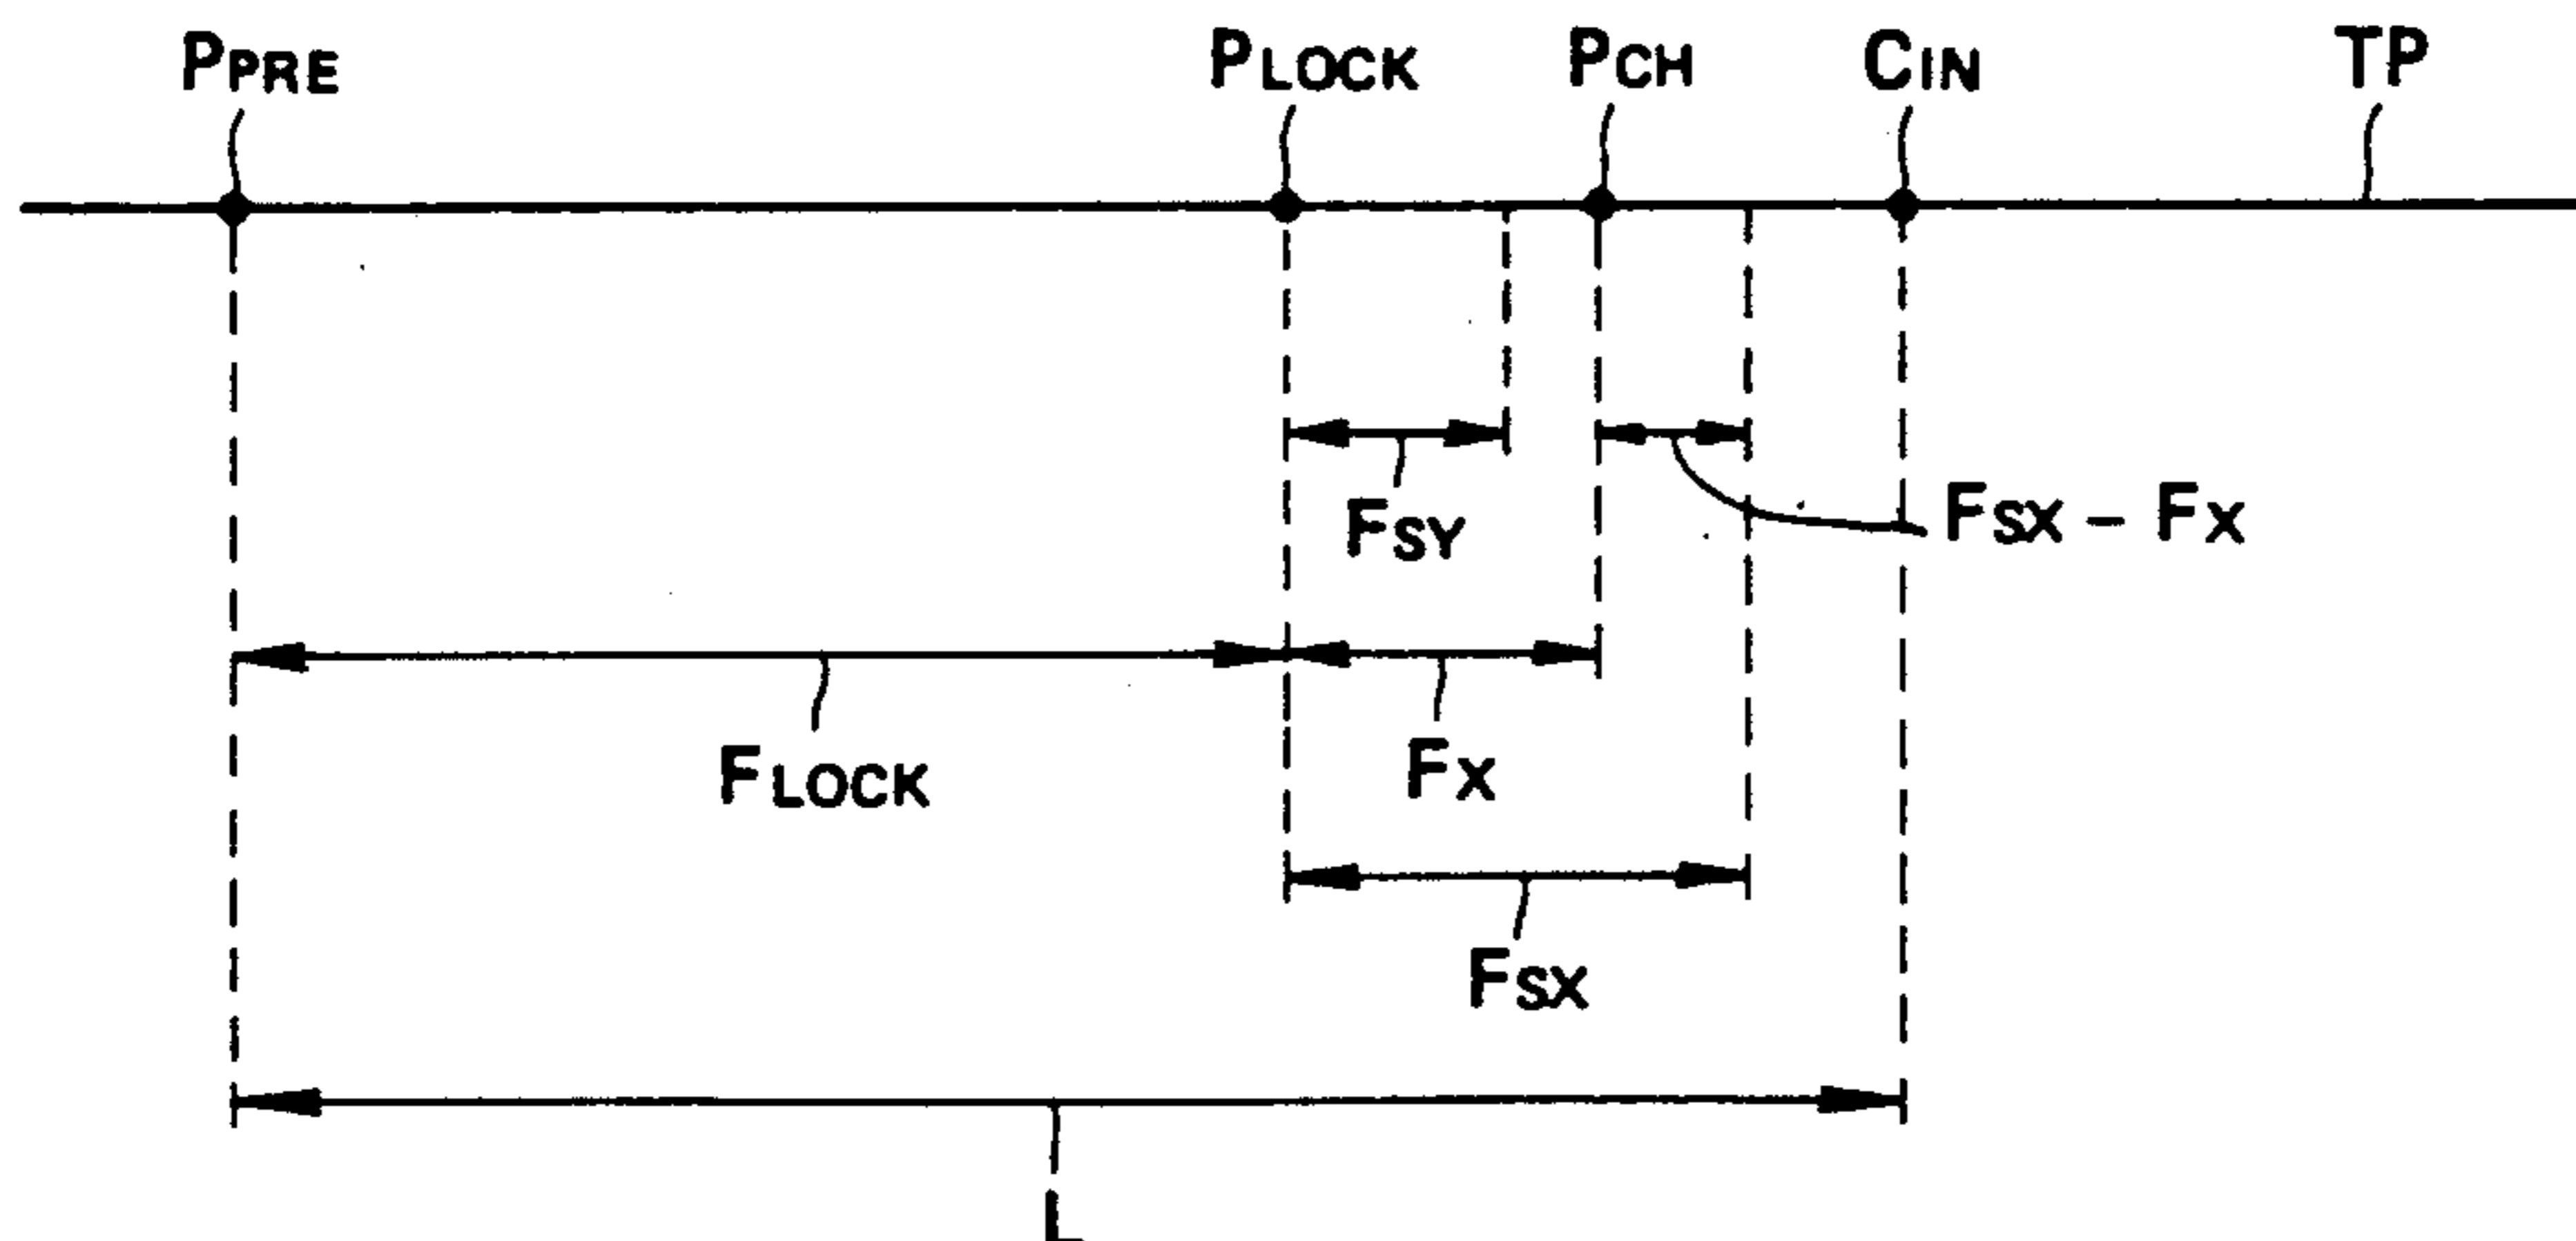 PPRE PLOCK PCH CIN TP
FSY FSX – FX
FLOCK FX
FSX
L